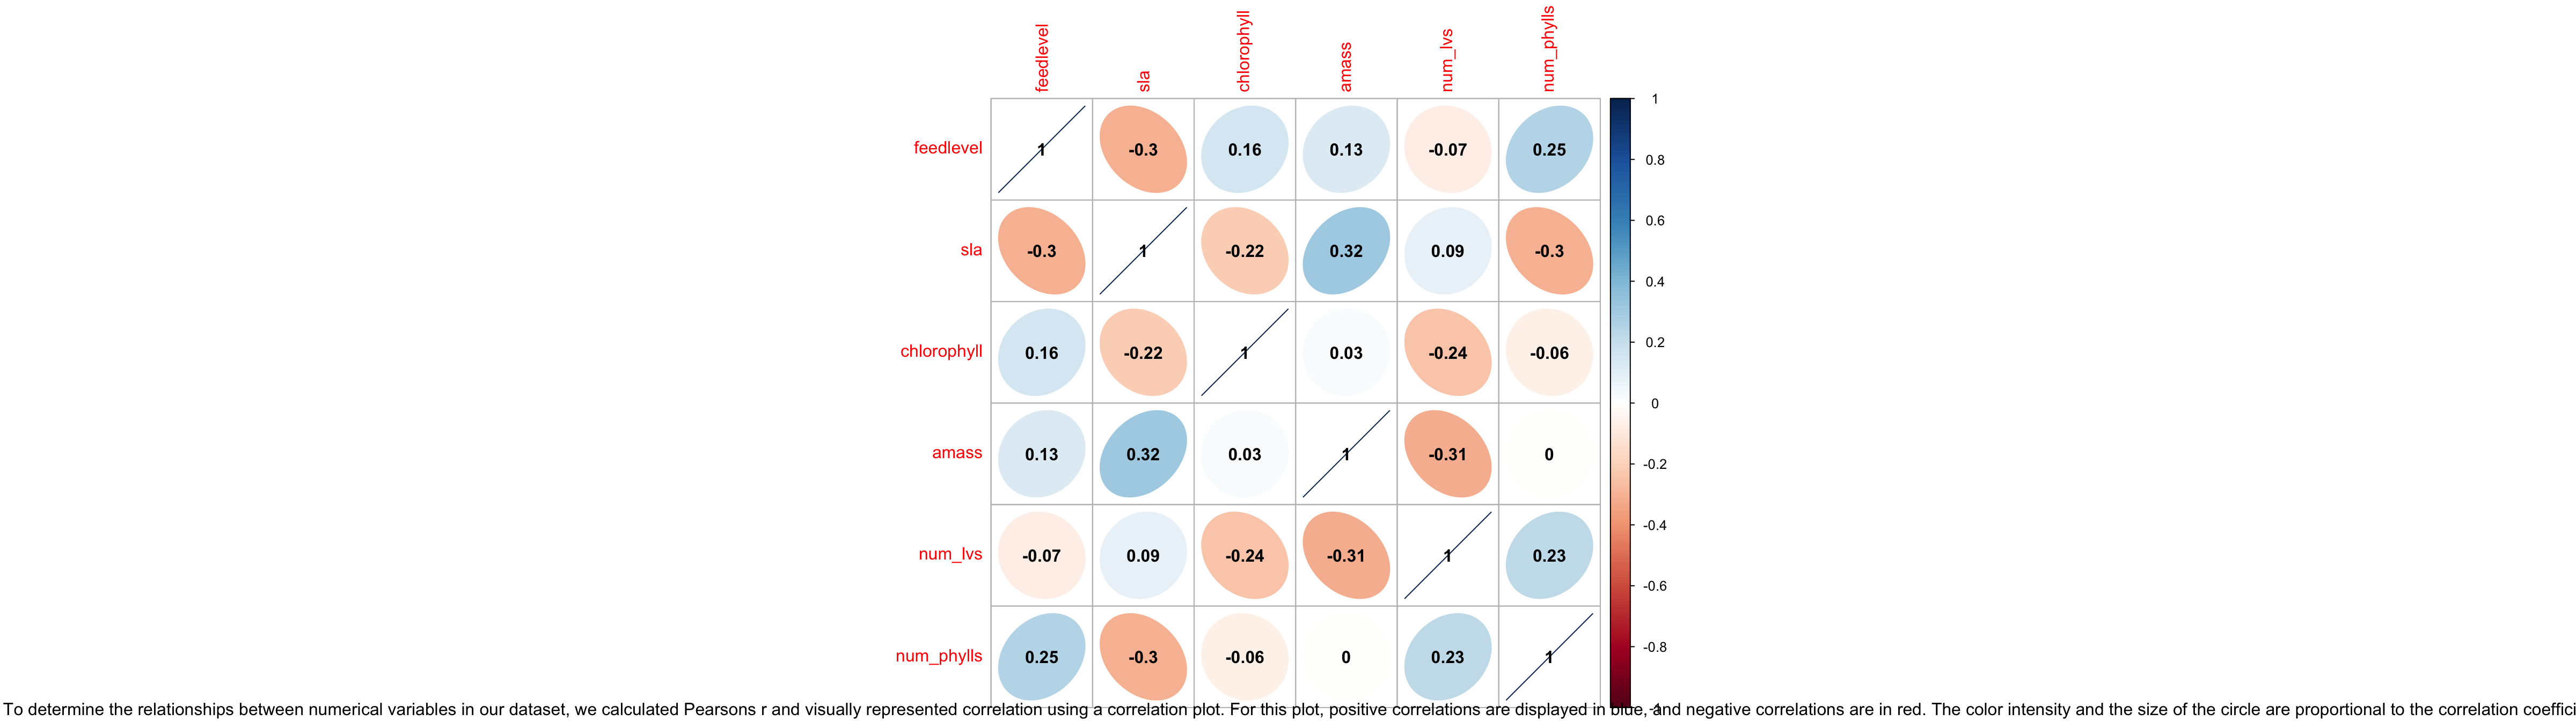 feedlevel sla chlorophyll amass num_lvs num_phylls
feedlevel 1 -0.3 0.16 0.13 -0.07 0.25
sla -0.3 1 -0.22 0.32 0.09 -0.3
chlorophyll 0.16 -0.22 1 0.03 -0.24 -0.06
amass 0.13 0.32 0.03 1 -0.31 0
num_lvs -0.07 0.09 -0.24 -0.31 1 0.23
num_phylls 0.25 -0.3 -0.06 0 0.23 1
1
0.8
0.6
0.4
0.2
0
-0.2
-0.4
-0.6
-0.8
-1
To determine the relationships between numerical variables in our dataset, we calculated Pearsons r and visually represented correlation using a correlation plot. For this plot, positive correlations are displayed in blue, and negative correlations are in red. The color intensity and the size of the circle are proportional to the correlation coeffici